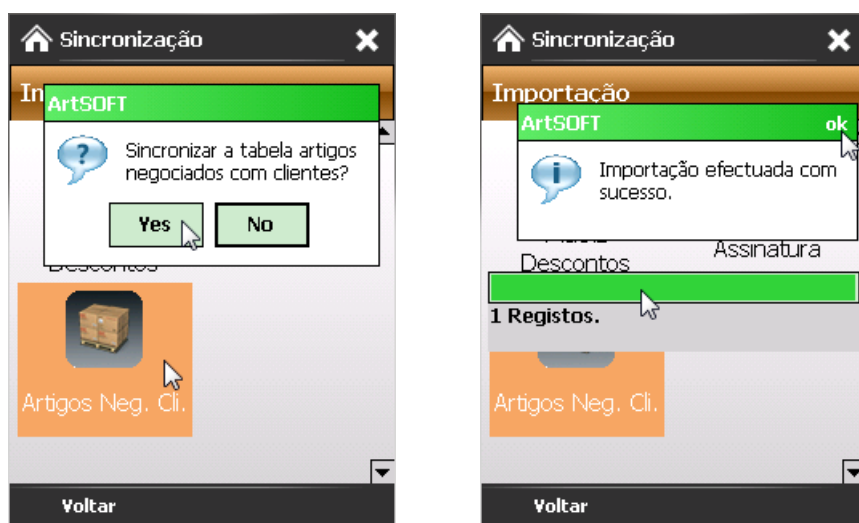 Sincronização
In
ArtSOFT
Sincronizar a tabela artigos
negociados com clientes?
Yes
No
Descontos
Artigos Neg. Cli.
Voltar
Sincronização
Importação
ArtSOFT
ok
Importação efectuada com
sucesso.
Descontos
Assinatura
1 Registos.
Artigos Neg. Cli.
Voltar